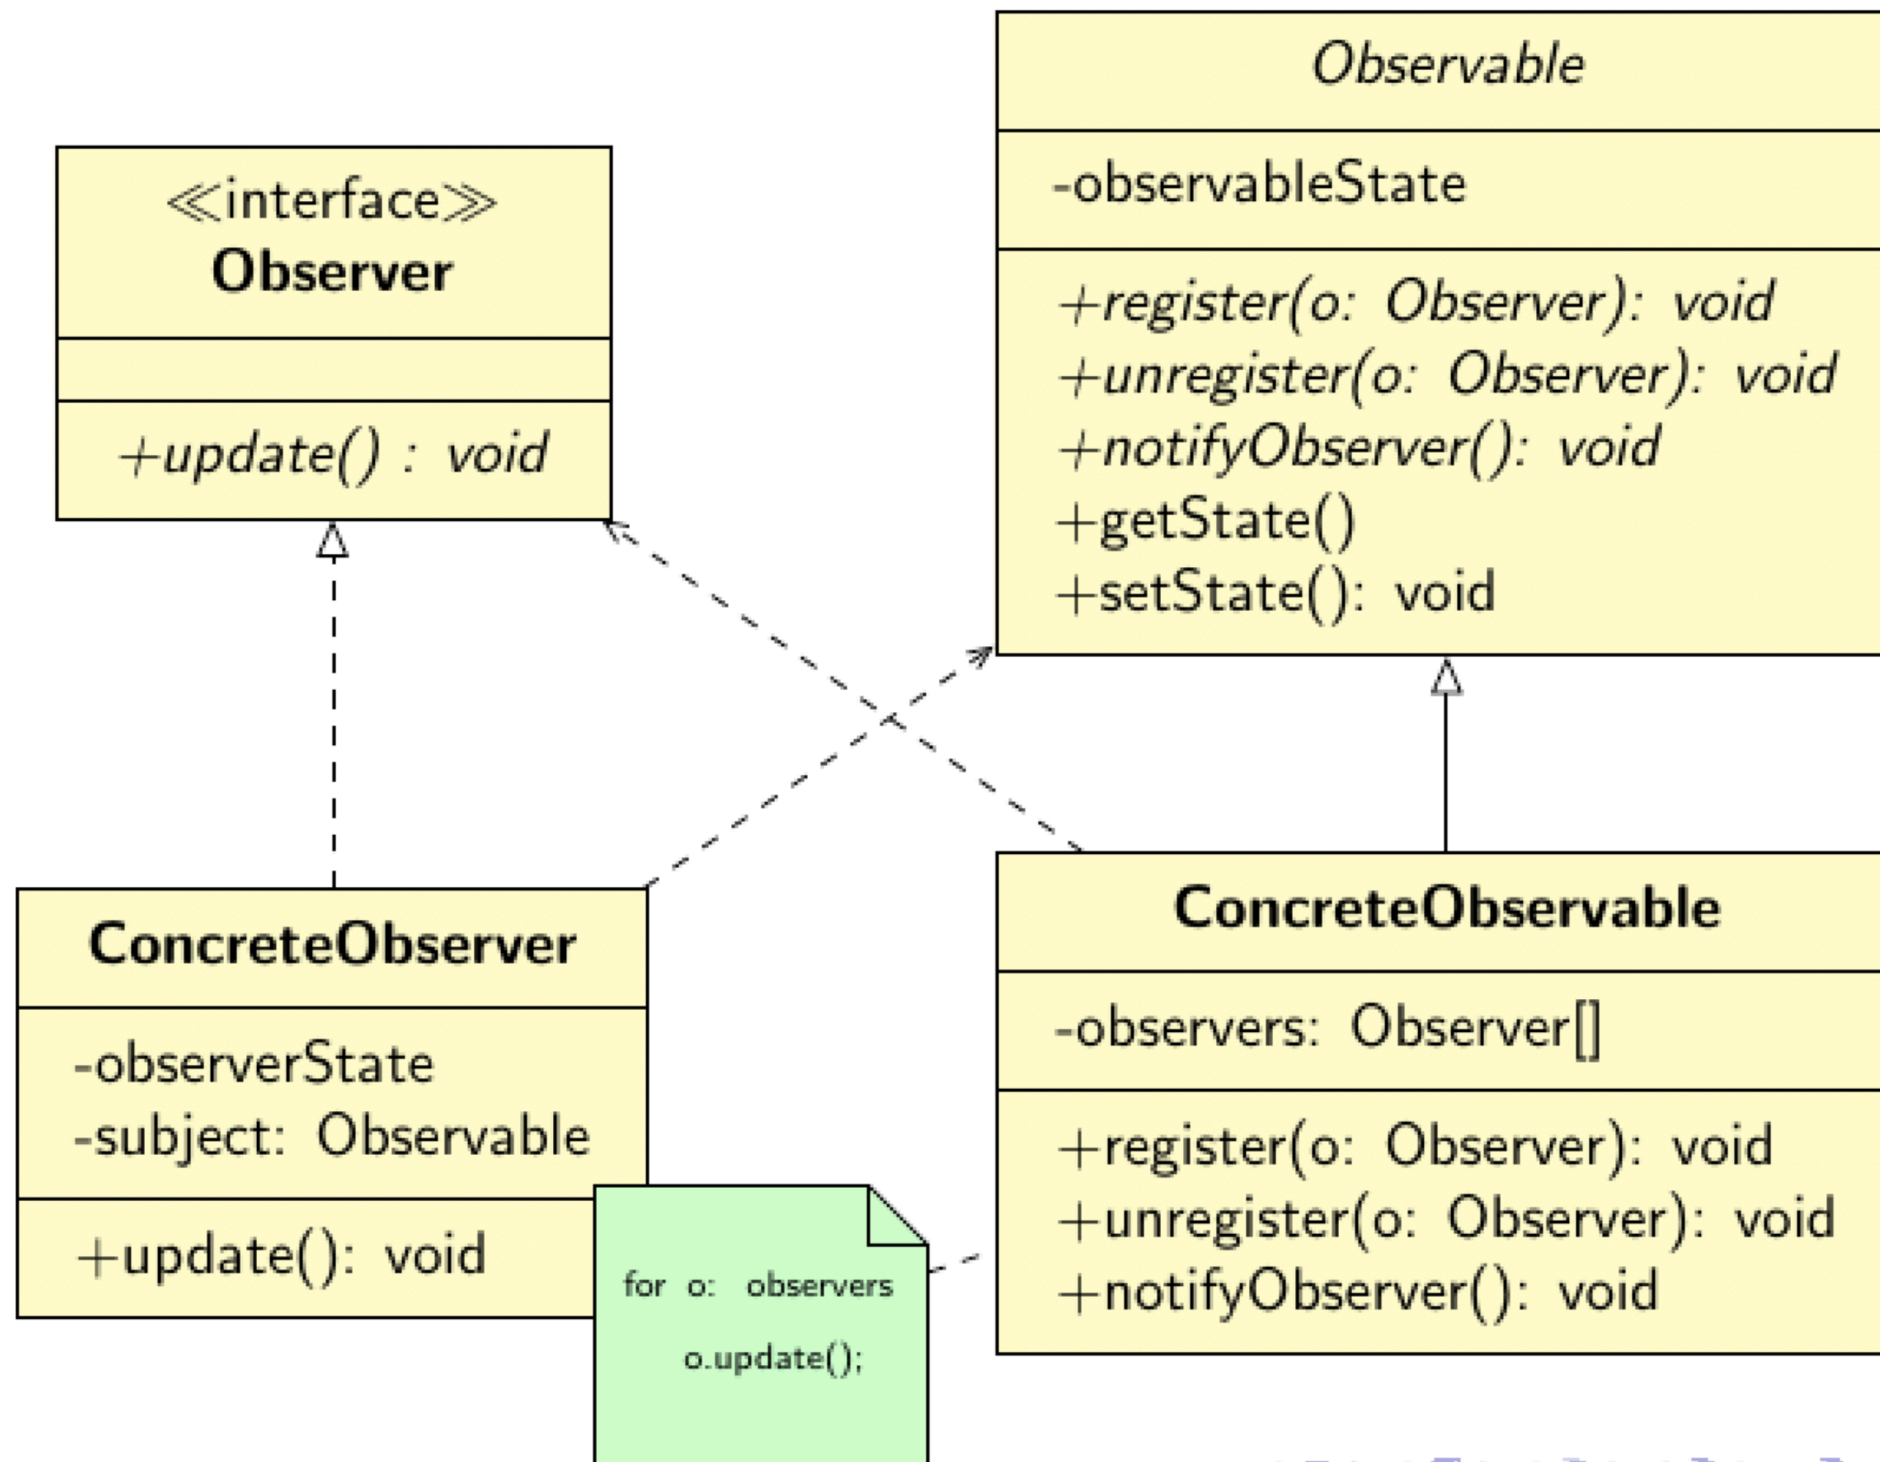 ≪interface≫
Observer
+update() : void
Observable
-observableState
+register(o: Observer): void
+unregister(o: Observer): void
+notifyObserver(): void
+getState()
+setState(): void
ConcreteObserver
-observerState
-subject: Observable
+update(): void
for o: observers
o.update();
ConcreteObservable
-observers: Observer[]
+register(o: Observer): void
+unregister(o: Observer): void
+notifyObserver(): void